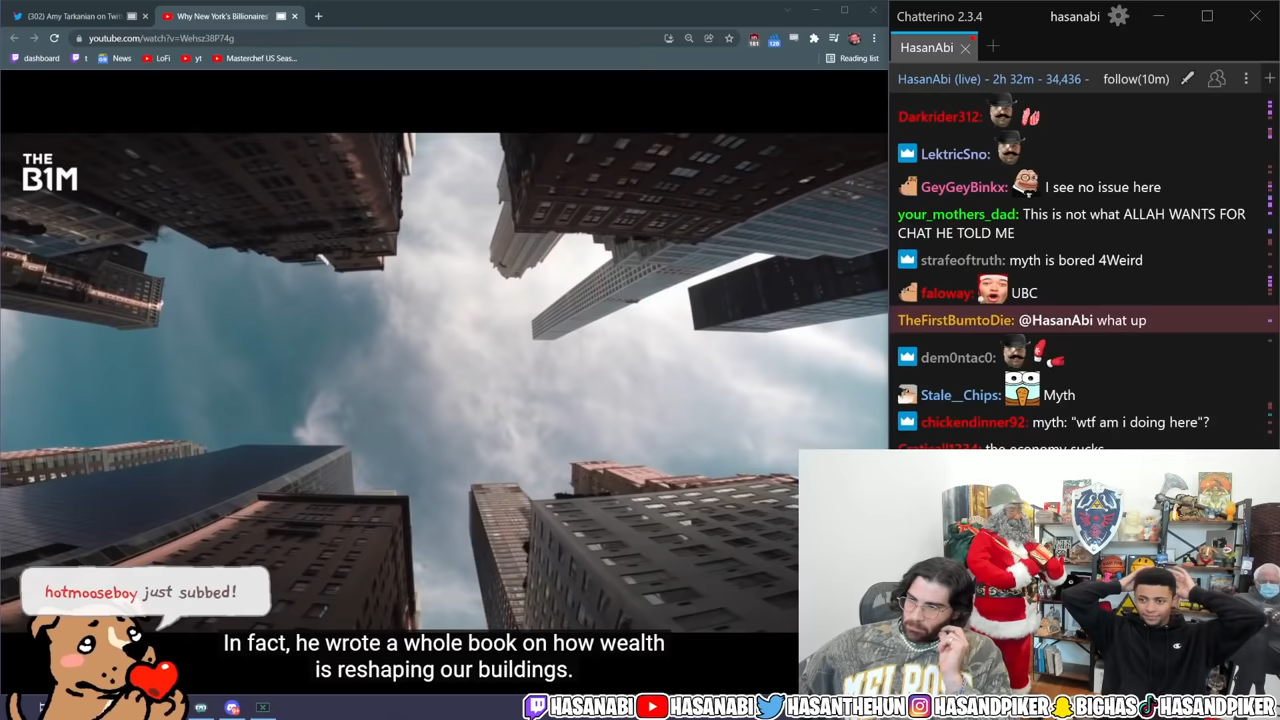 (302) Amy Tarkanian on Twit
Why New York's Billionaires
youtube.com/watch?v=Wehsz38P74g
dashboard
t
News
LoFi
yt
Masterchef US Seas...
Reading list
THE
B1M
hotmooseboy just subbed!
In fact, he wrote a whole book on how wealth
is reshaping our buildings.
Chatterino 2.3.4
hasanabi
HasanAbi
HasanAbi (live) - 2h 32m - 34,436 -
follow(10m)
Darkrider312:
LektricSno:
GeyGeyBinkx: I see no issue here
your_mothers_dad: This is not what ALLAH WANTS FOR
CHAT HE TOLD ME
strafeoftruth: myth is bored 4Weird
faloway: UBC
TheFirstBumtoDie: @HasanAbi what up
dem0ntac0:
Stale__Chips: Myth
chickendinner92: myth: "wtf am i doing here"?
the economy sucks
HASANABI
HASANABI
HASANTHEHUN
HASANDPIKER
BIGHAS
HASANDPIKER